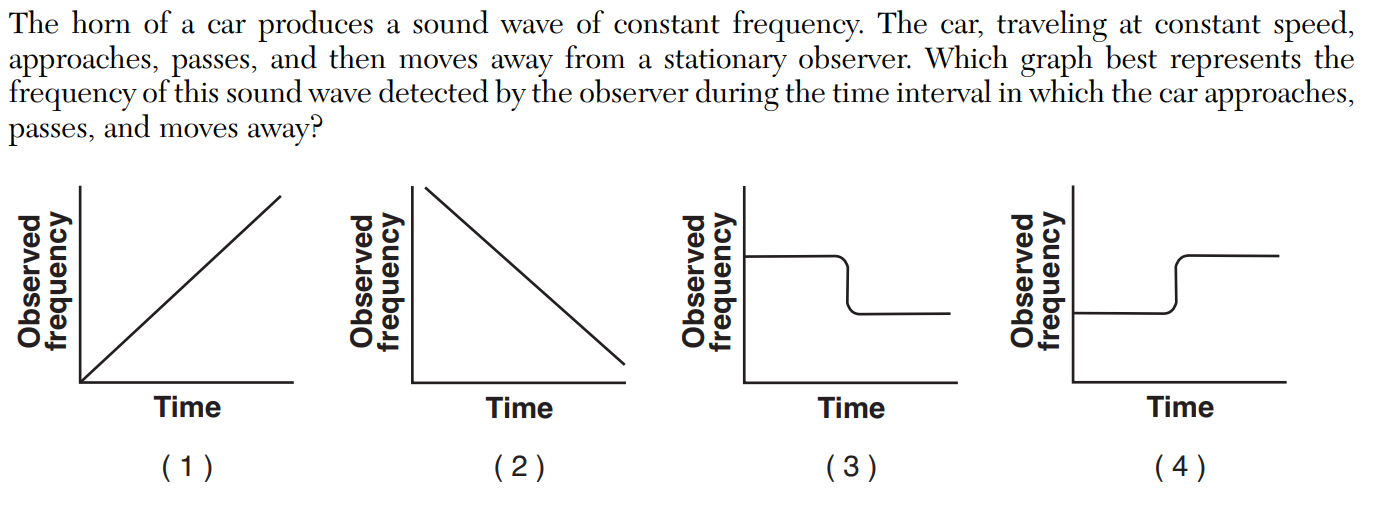 The horn of a car produces a sound wave of constant frequency. The car, traveling at constant speed,
approaches, passes, and then moves away from a stationary observer. Which graph best represents the
frequency of this sound wave detected by the observer during the time interval in which the car approaches,
passes, and moves away?
Observed
frequency
Time
( 1 )
Observed
frequency
Time
( 2 )
Observed
frequency
Time
( 3 )
Observed
frequency
Time
( 4 )